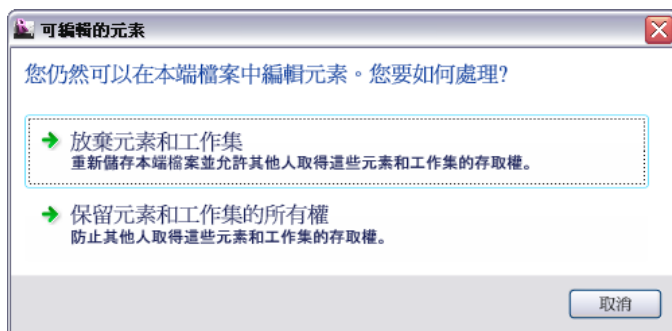 可編輯的元素
您仍然可以在本端檔案中編輯元素。您要如何處理?
放棄元素和工作集
重新儲存本端檔案並允許其他人取得這些元素和工作集的存取權。
保留元素和工作集的所有權
防止其他人取得這些元素和工作集的存取權。
取消